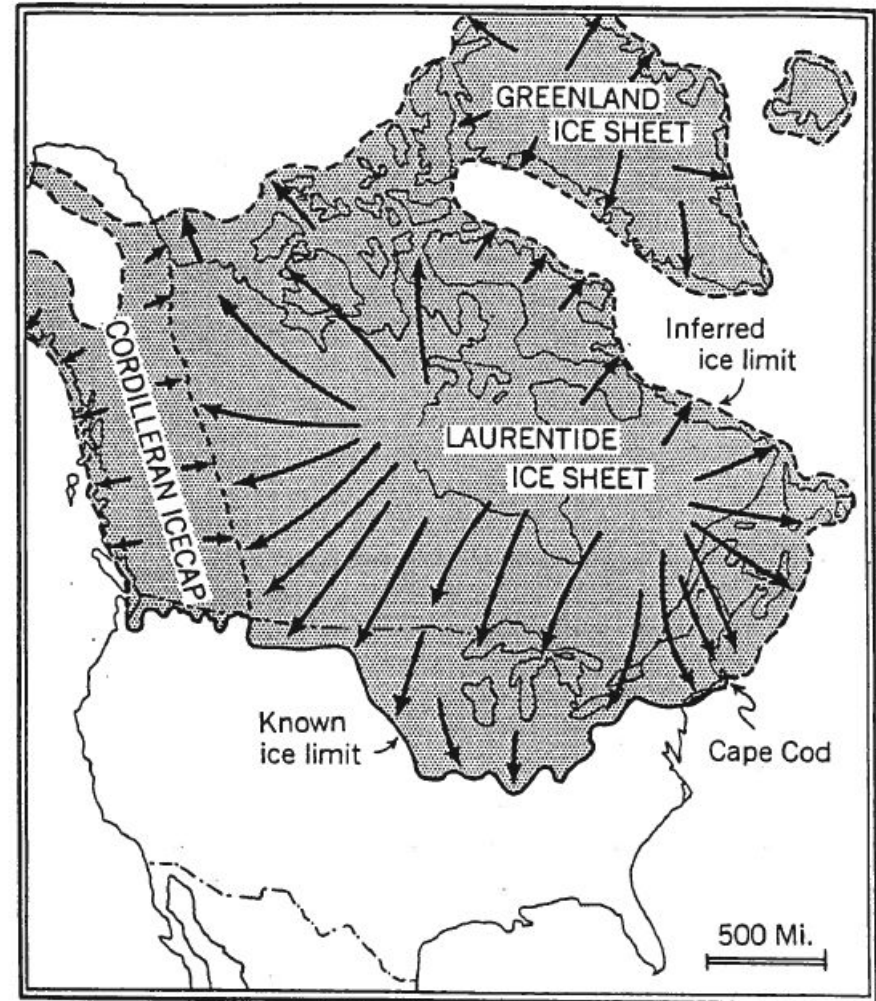 GREENLAND
ICE SHEET
CORDILLERAN ICECAP
Inferred
ice limit
LAURENTIDE
ICE SHEET
Known
ice limit
Cape Cod
500 Mi.